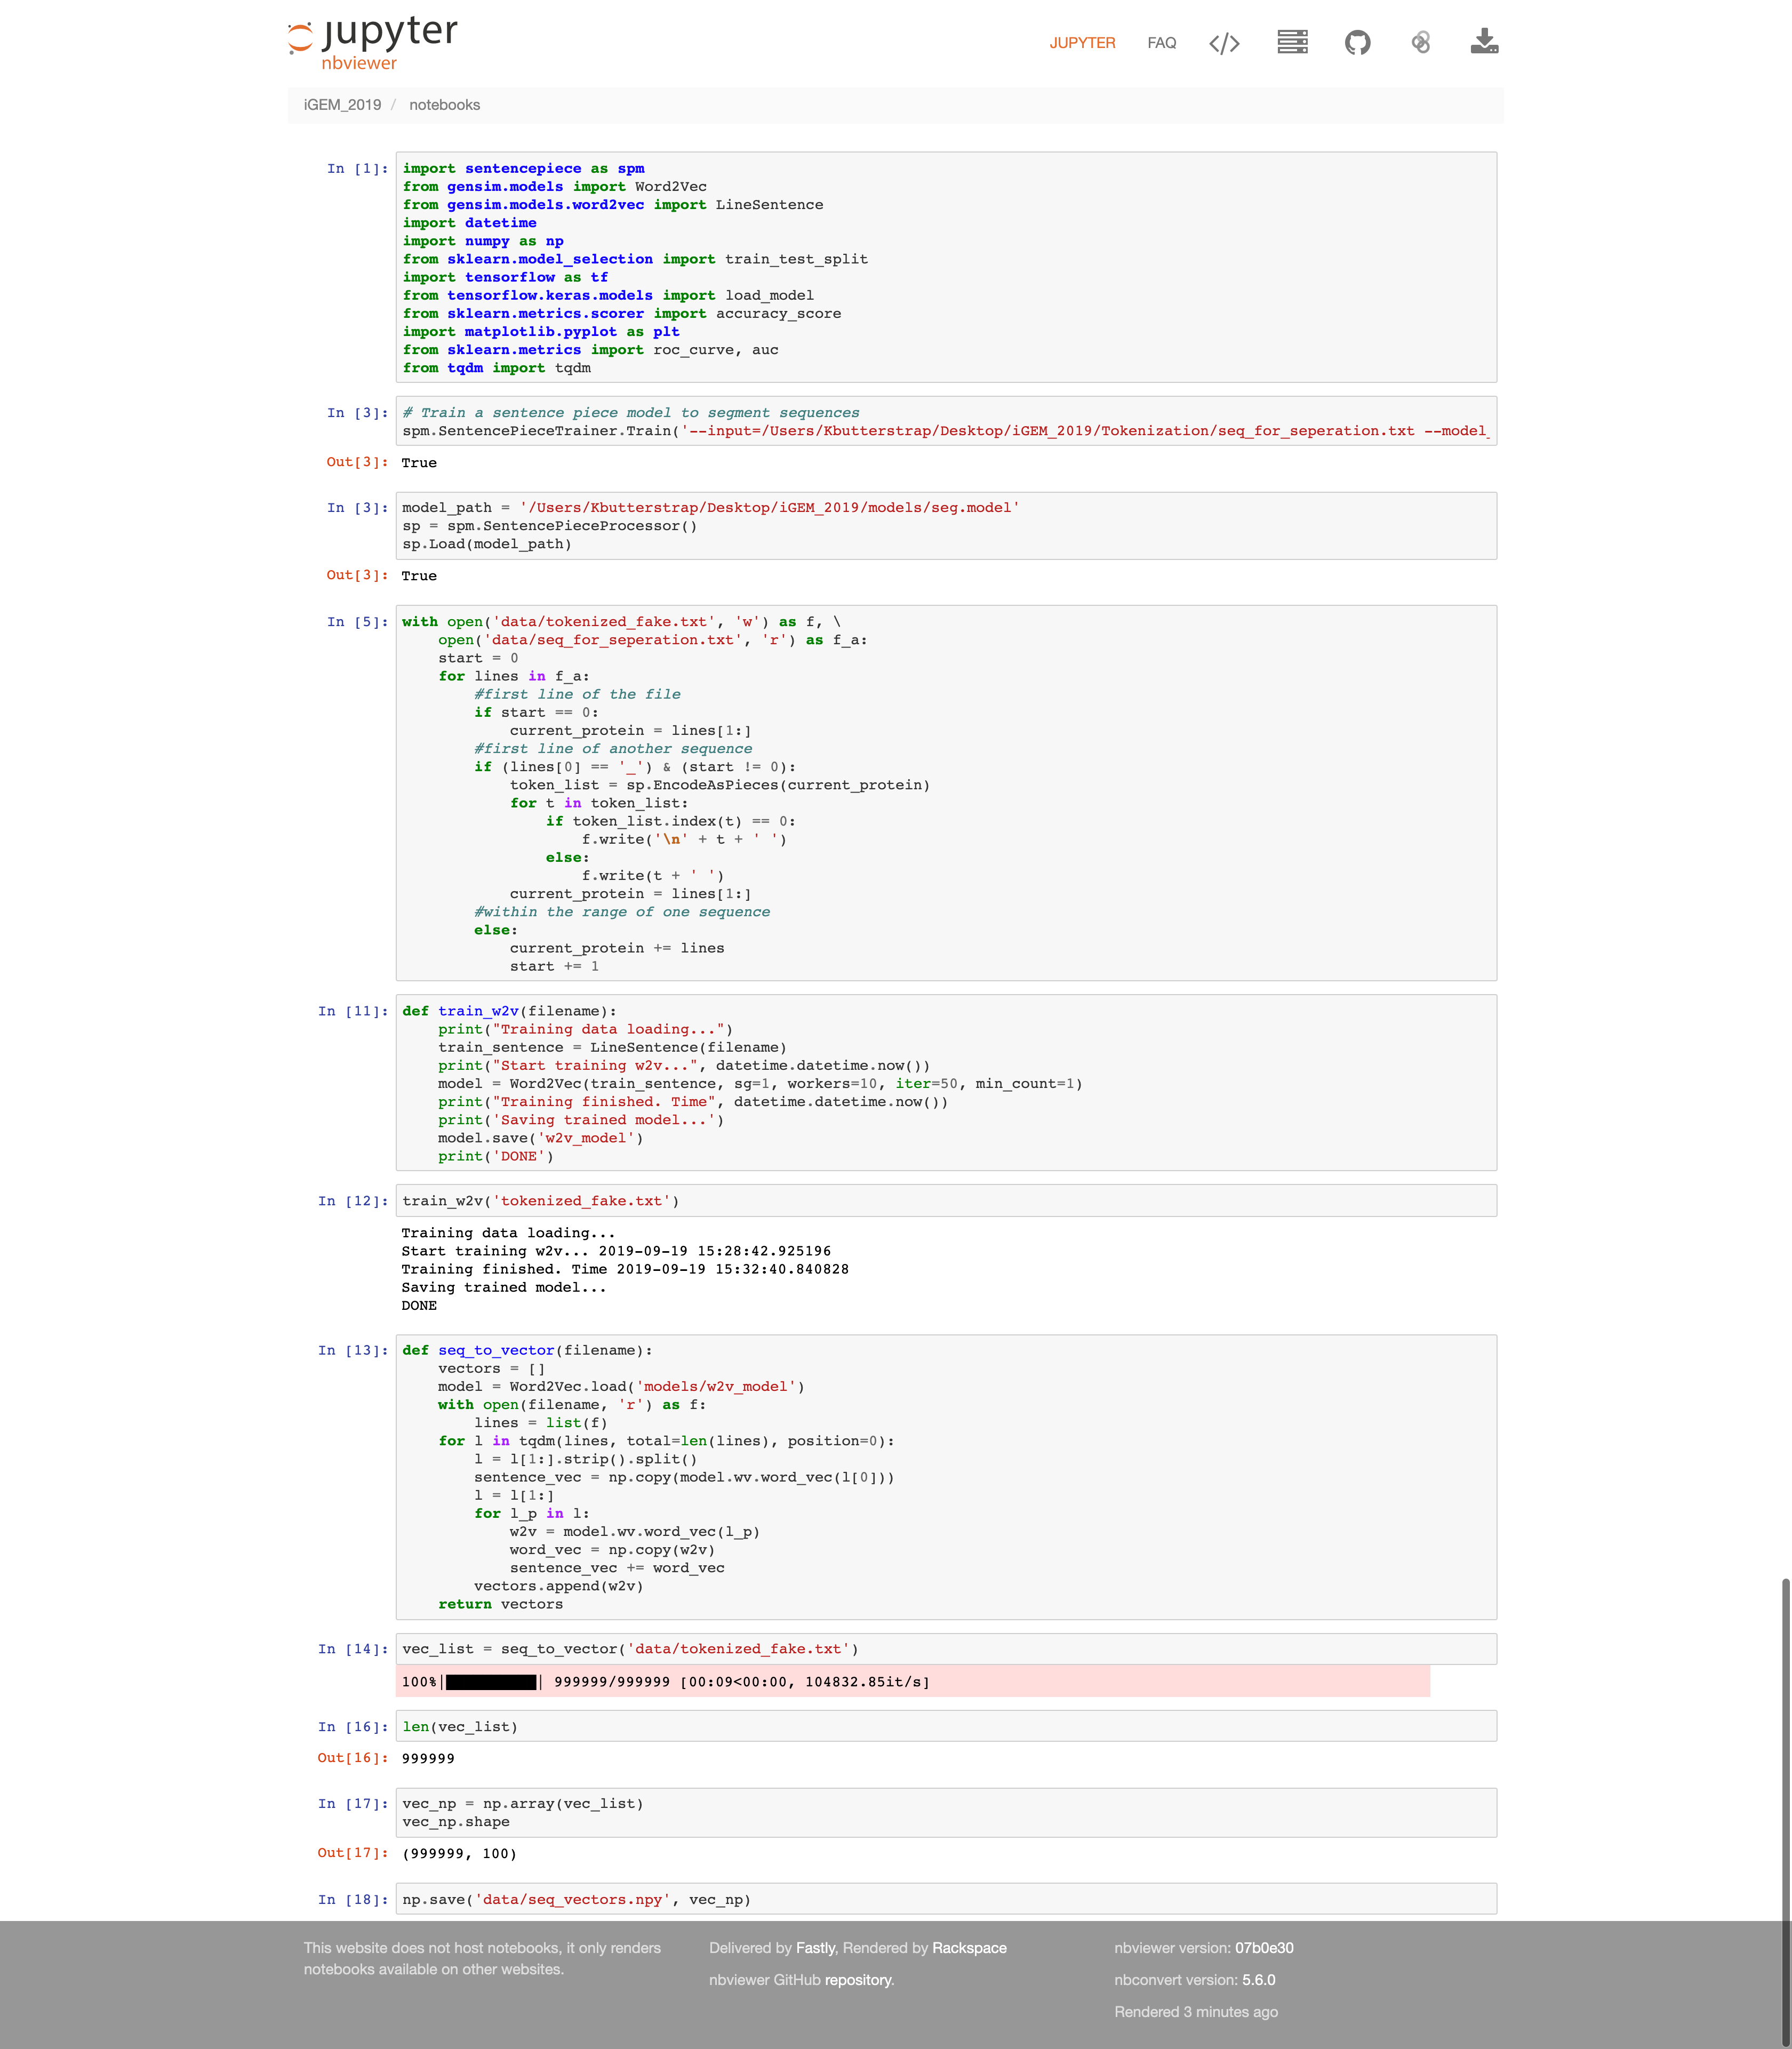 jupyter
nbviewer
JUPYTER FAQ </>
iGEM_2019 / notebooks
In [1]: import sentencepiece as spm
from gensim.models import Word2Vec
from gensim.models.word2vec import LineSentence
import datetime
import numpy as np
from sklearn.model_selection import train_test_split
import tensorflow as tf
from tensorflow.keras.models import load_model
from sklearn.metrics.scorer import accuracy_score
import matplotlib.pyplot as plt
from sklearn.metrics import roc_curve, auc
from tqdm import tqdm
In [3]: # Train a sentence piece model to segment sequences
spm.SentencePieceTrainer.Train('--input=/Users/Kbutterstrap/Desktop/iGEM_2019/Tokenization/seq_for_seperation.txt --model_
Out[3]: True
In [3]: model_path = '/Users/Kbutterstrap/Desktop/iGEM_2019/models/seg.model'
sp = spm.SentencePieceProcessor()
sp.Load(model_path)
Out[3]: True
In [5]: with open('data/tokenized_fake.txt', 'w') as f, \
    open('data/seq_for_seperation.txt', 'r') as f_a:
    start = 0
    for lines in f_a:
        #first line of the file
        if start == 0:
            current_protein = lines[1:]
        #first line of another sequence
        if (lines[0] == '_') & (start != 0):
            token_list = sp.EncodeAsPieces(current_protein)
            for t in token_list:
                if token_list.index(t) == 0:
                    f.write('\n' + t + ' ')
                else:
                    f.write(t + ' ')
            current_protein = lines[1:]
        #within the range of one sequence
        else:
            current_protein += lines
            start += 1
In [11]: def train_w2v(filename):
    print("Training data loading...")
    train_sentence = LineSentence(filename)
    print("Start training w2v...", datetime.datetime.now())
    model = Word2Vec(train_sentence, sg=1, workers=10, iter=50, min_count=1)
    print("Training finished. Time", datetime.datetime.now())
    print('Saving trained model...')
    model.save('w2v_model')
    print('DONE')
In [12]: train_w2v('tokenized_fake.txt')
Training data loading...
Start training w2v... 2019-09-19 15:28:42.925196
Training finished. Time 2019-09-19 15:32:40.840828
Saving trained model...
DONE
In [13]: def seq_to_vector(filename):
    vectors = []
    model = Word2Vec.load('models/w2v_model')
    with open(filename, 'r') as f:
        lines = list(f)
    for l in tqdm(lines, total=len(lines), position=0):
        l = l[1:].strip().split()
        sentence_vec = np.copy(model.wv.word_vec(l[0]))
        l = l[1:]
        for l_p in l:
            w2v = model.wv.word_vec(l_p)
            word_vec = np.copy(w2v)
            sentence_vec += word_vec
        vectors.append(w2v)
    return vectors
In [14]: vec_list = seq_to_vector('data/tokenized_fake.txt')
100%|██████████| 999999/999999 [00:09<00:00, 104832.85it/s]
In [16]: len(vec_list)
Out[16]: 999999
In [17]: vec_np = np.array(vec_list)
vec_np.shape
Out[17]: (999999, 100)
In [18]: np.save('data/seq_vectors.npy', vec_np)
This website does not host notebooks, it only renders
notebooks available on other websites.
Delivered by Fastly, Rendered by Rackspace
nbviewer GitHub repository.
nbviewer version: 07b0e30
nbconvert version: 5.6.0
Rendered 3 minutes ago